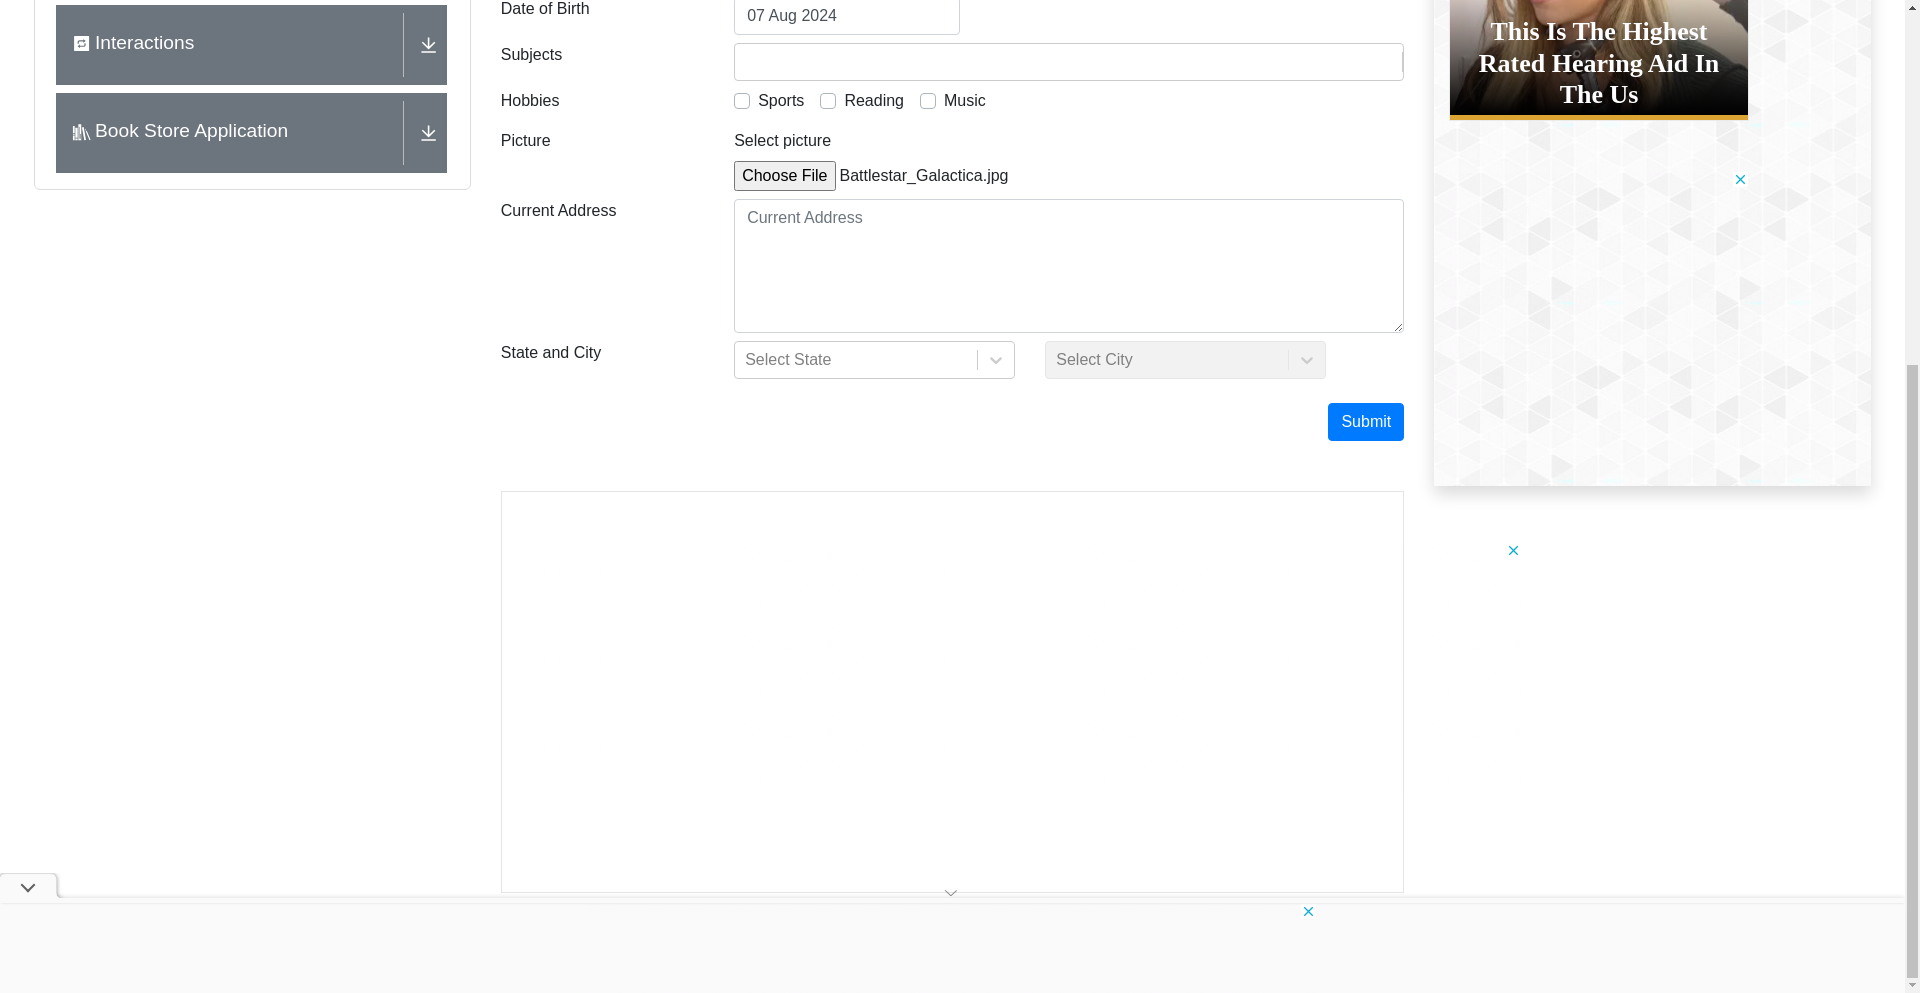 Interactions
Book Store Application
Date of Birth
07 Aug 2024
Subjects
Hobbies
Sports
Reading
Music
Picture
Select picture
Choose File Battlestar_Galactica.jpg
Current Address
Current Address
State and City
Select State
Select City
Submit
This Is The Highest
Rated Hearing Aid In
The Us